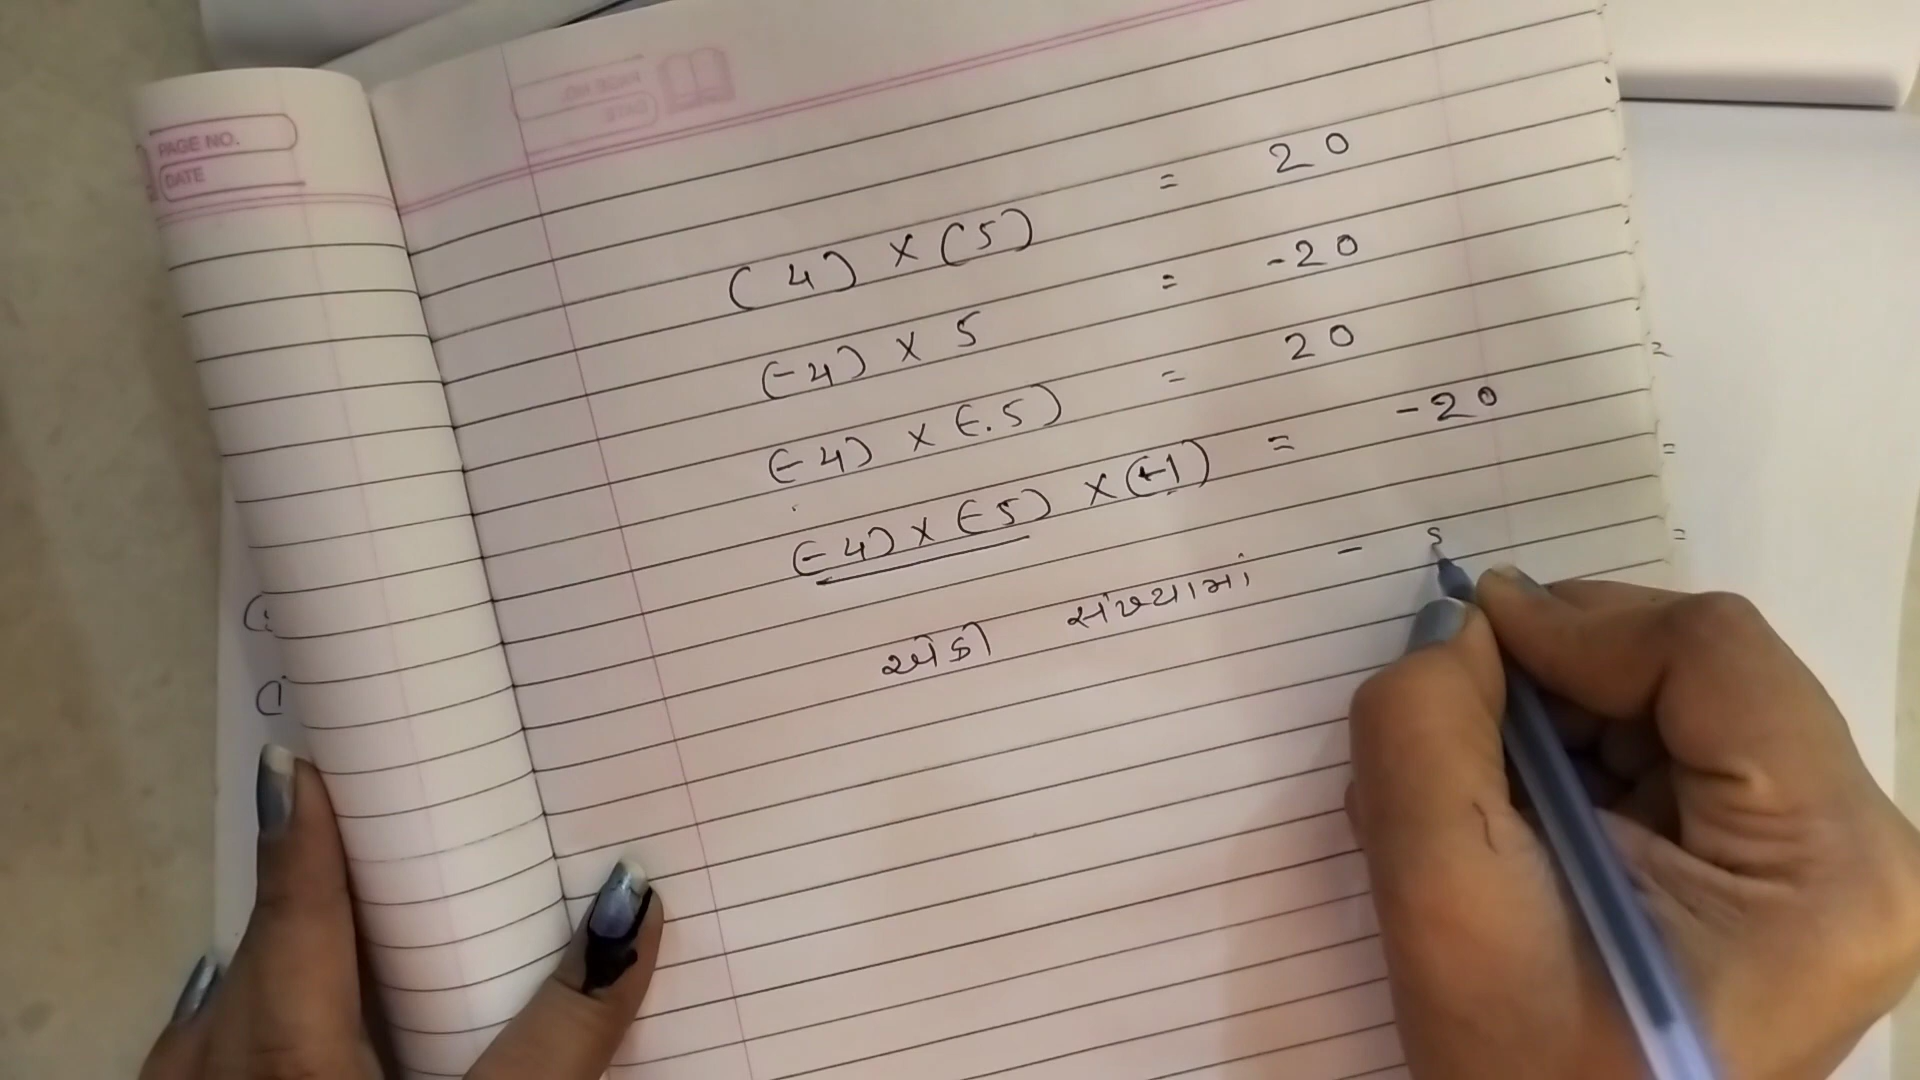 PAGE NO.
DATE
(4) × (5) = 20
(-4) × 5 = -20
(-4) × (-5) = 20
(-4) × (-5) × (-1) = -20
એકી સંખ્યામાં -